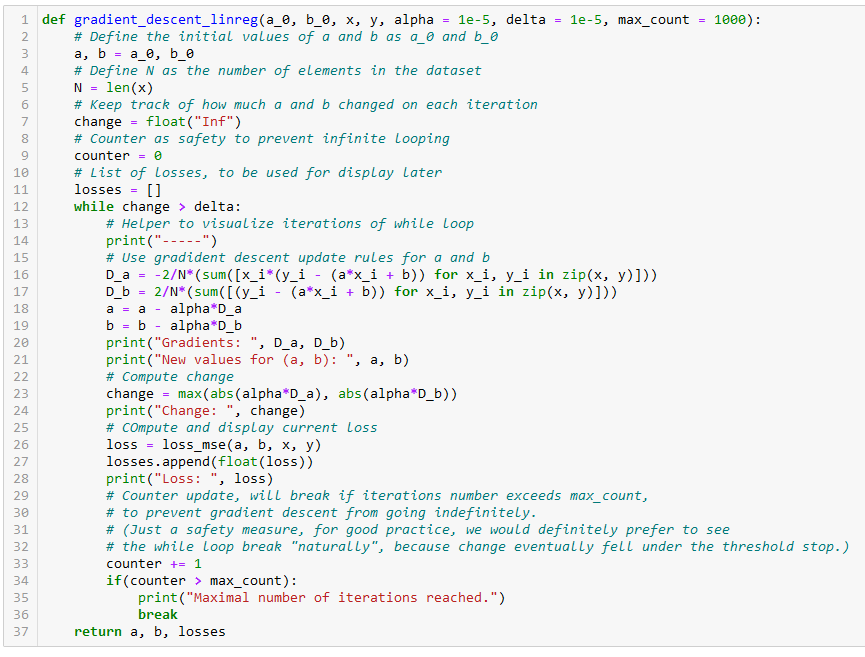 1 def gradient_descent_linreg(a_0, b_0, x, y, alpha = 1e-5, delta = 1e-5, max_count = 1000):
2     # Define the initial values of a and b as a_0 and b_0
3     a, b = a_0, b_0
4     # Define N as the number of elements in the dataset
5     N = len(x)
6     # Keep track of how much a and b changed on each iteration
7     change = float("Inf")
8     # Counter as safety to prevent infinite looping
9     counter = 0
10     # List of losses, to be used for display later
11     losses = []
12     while change > delta:
13         # Helper to visualize iterations of while loop
14         print("-----")
15         # Use gradident descent update rules for a and b
16         D_a = -2/N*(sum([x_i*(y_i - (a*x_i + b)) for x_i, y_i in zip(x, y)]))
17         D_b = 2/N*(sum([(y_i - (a*x_i + b)) for x_i, y_i in zip(x, y)]))
18         a = a - alpha*D_a
19         b = b - alpha*D_b
20         print("Gradients: ", D_a, D_b)
21         print("New values for (a, b): ", a, b)
22         # Compute change
23         change = max(abs(alpha*D_a), abs(alpha*D_b))
24         print("Change: ", change)
25         # COmpute and display current loss
26         loss = loss_mse(a, b, x, y)
27         losses.append(float(loss))
28         print("Loss: ", loss)
29         # Counter update, will break if iterations number exceeds max_count,
30         # to prevent gradient descent from going indefinitely.
31         # (Just a safety measure, for good practice, we would definitely prefer to see
32         # the while loop break "naturally", because change eventually fell under the threshold stop.)
33         counter += 1
34         if(counter > max_count):
35             print("Maximal number of iterations reached.")
36             break
37     return a, b, losses